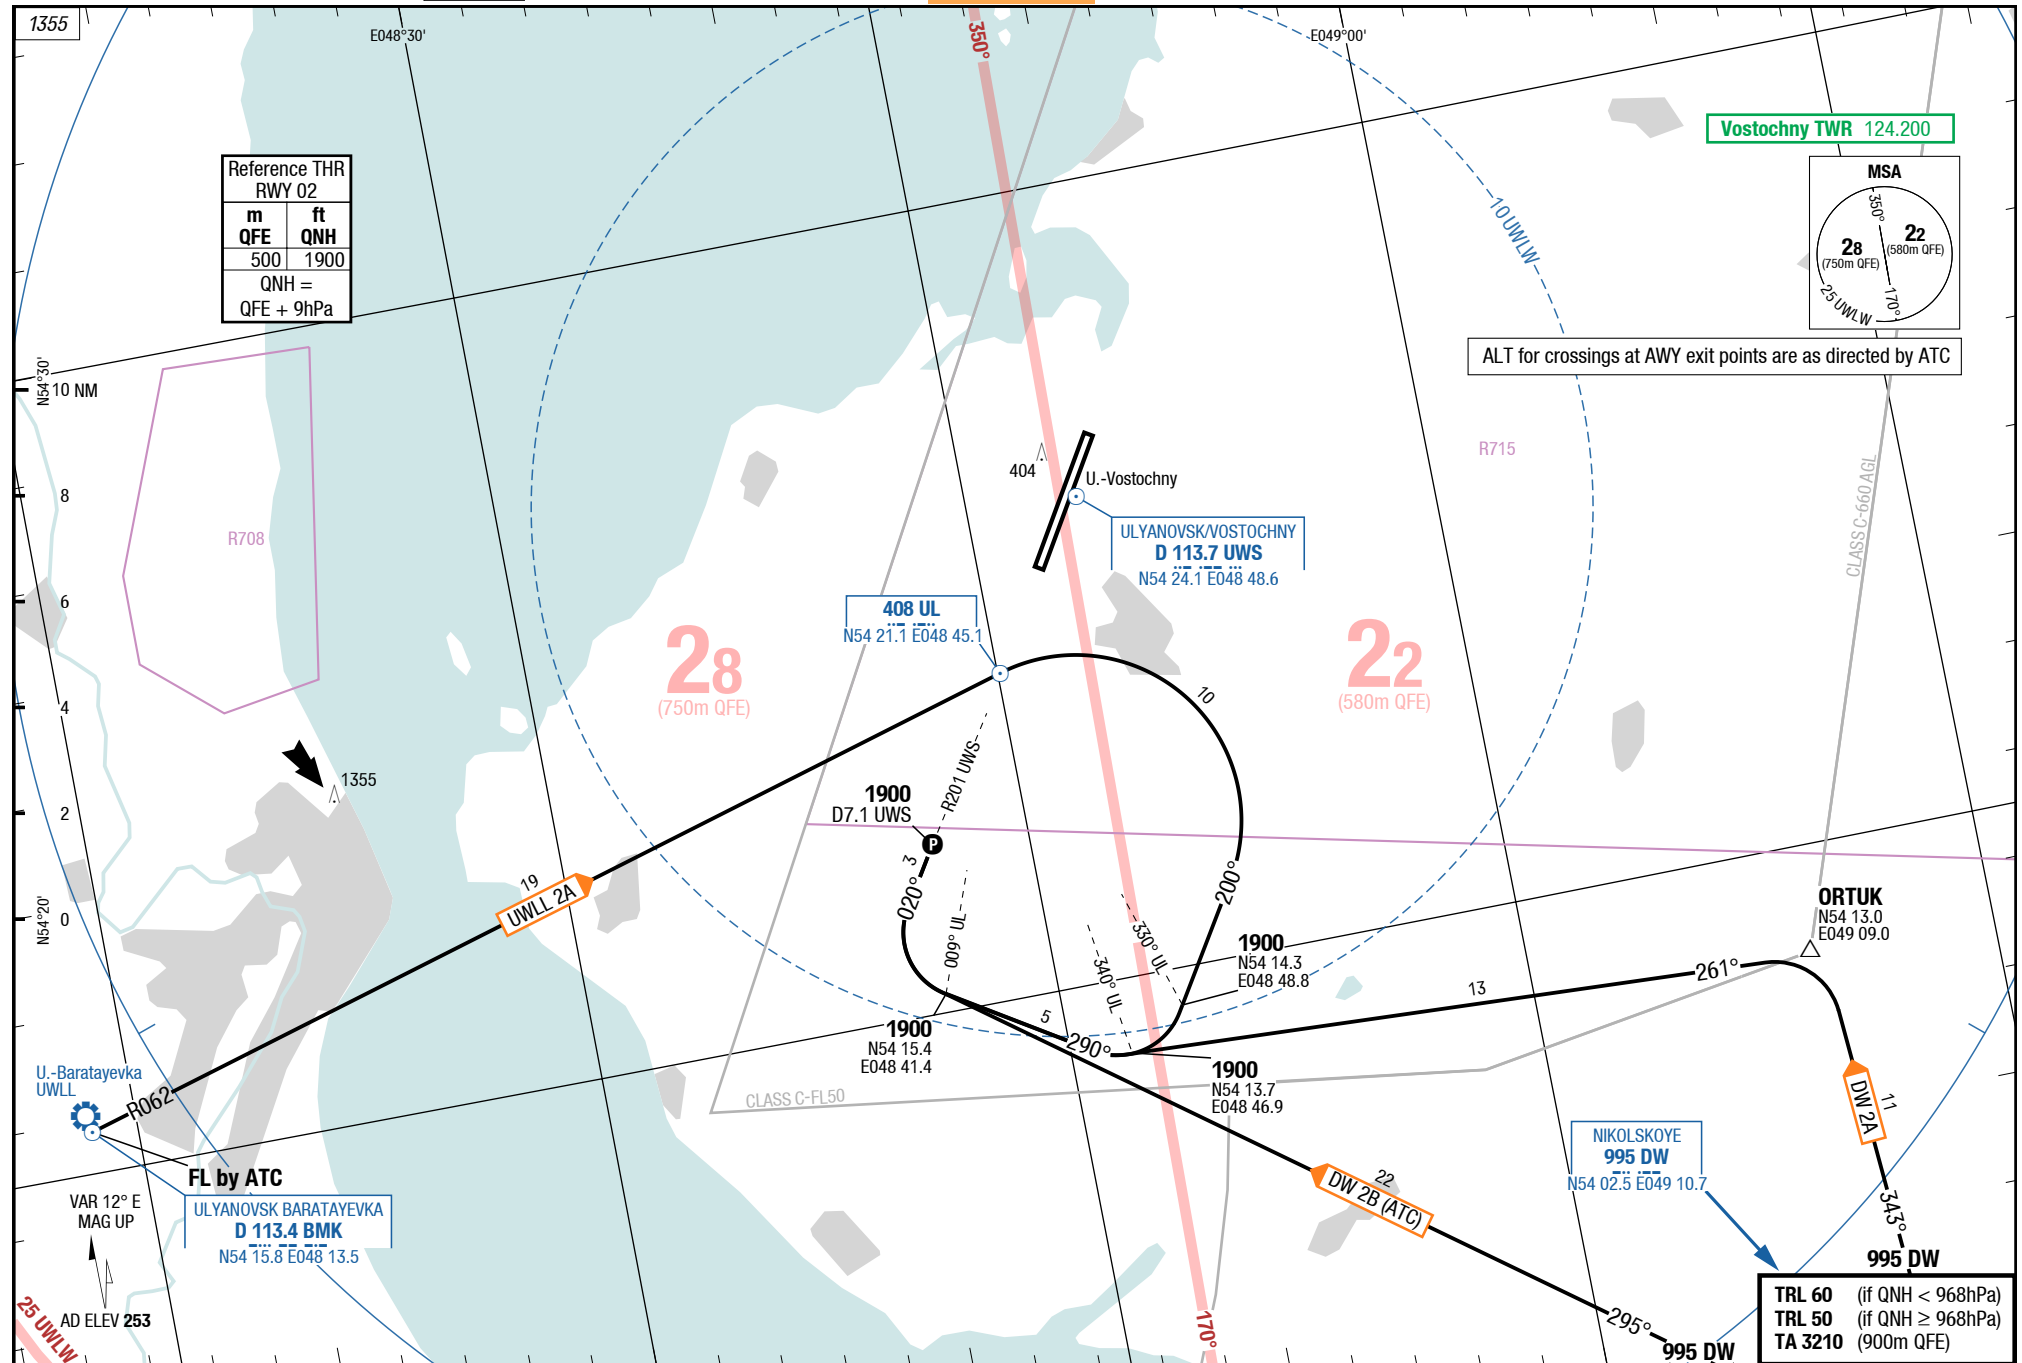 1355
E048°30'
350°
E049°00'
Vostochny TWR 124.200
MSA
350°
28
(750m QFE)
22
(580m QFE)
170°
25 UWLW
Reference THR
RWY 02
m ft
QFE QNH
500 1900
QNH =
QFE + 9hPa
10 UWLW
ALT for crossings at AWY exit points are as directed by ATC
N54°30'
10 NM
8
6
4
2
0
N54°20'
R708
R715
CLASS C-660 AGL
404
U.-Vostochny
ULYANOVSK/VOSTOCHNY
D 113.7 UWS
N54 24.1 E048 48.6
408 UL
N54 21.1 E048 45.1
28
(750m QFE)
22
(580m QFE)
10
1355
1900
D7.1 UWS
R201 UWS
P
3
020°
009° UL
200°
330° UL
340° UL
19
UWLL 2A
ORTUK
N54 13.0
E049 09.0
1900
N54 14.3
E048 48.8
261°
13
5
290°
1900
N54 15.4
E048 41.4
1900
N54 13.7
E048 46.9
CLASS C-FL50
U.-Baratayevka
UWLL
R062
FL by ATC
ULYANOVSK BARATAYEVKA
D 113.4 BMK
N54 15.8 E048 13.5
VAR 12° E
MAG UP
AD ELEV 253
25 UWLW
22
DW 2B (ATC)
11
DW 2A
NIKOLSKOYE
995 DW
N54 02.5 E049 10.7
343°
995 DW
295°
995 DW
170°
TRL 60 (if QNH < 968hPa)
TRL 50 (if QNH ≥ 968hPa)
TA 3210 (900m QFE)